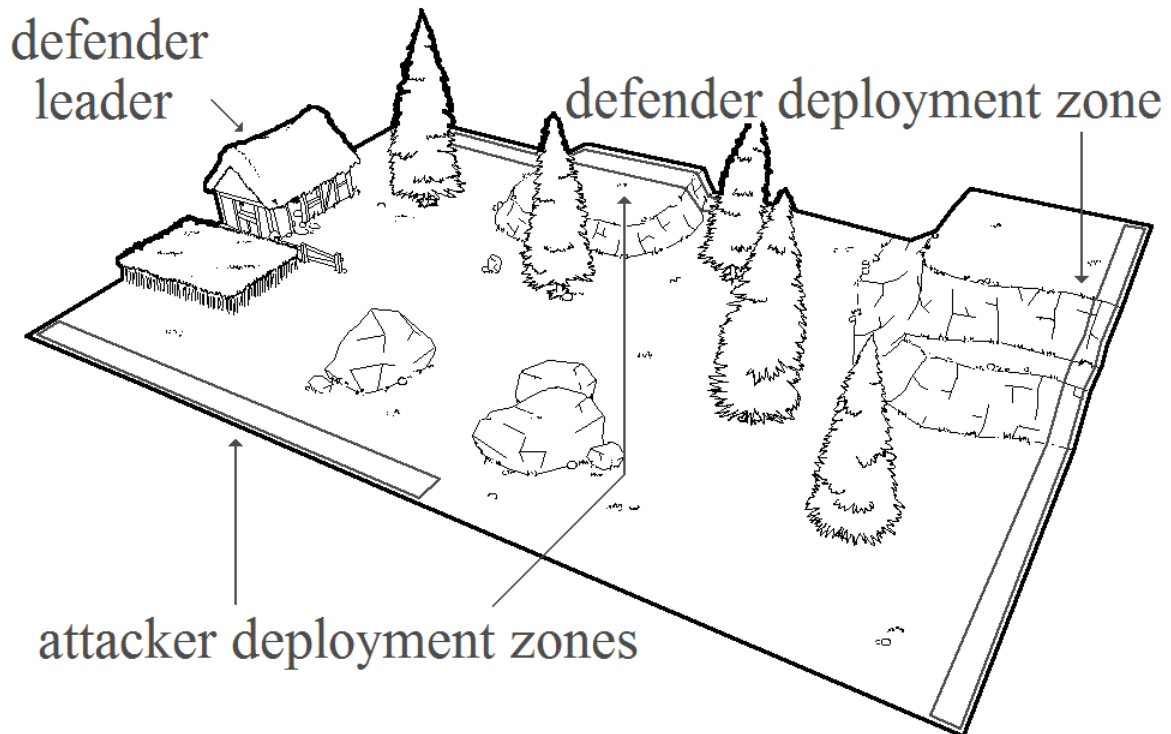 defender
leader
defender deployment zone
attacker deployment zones